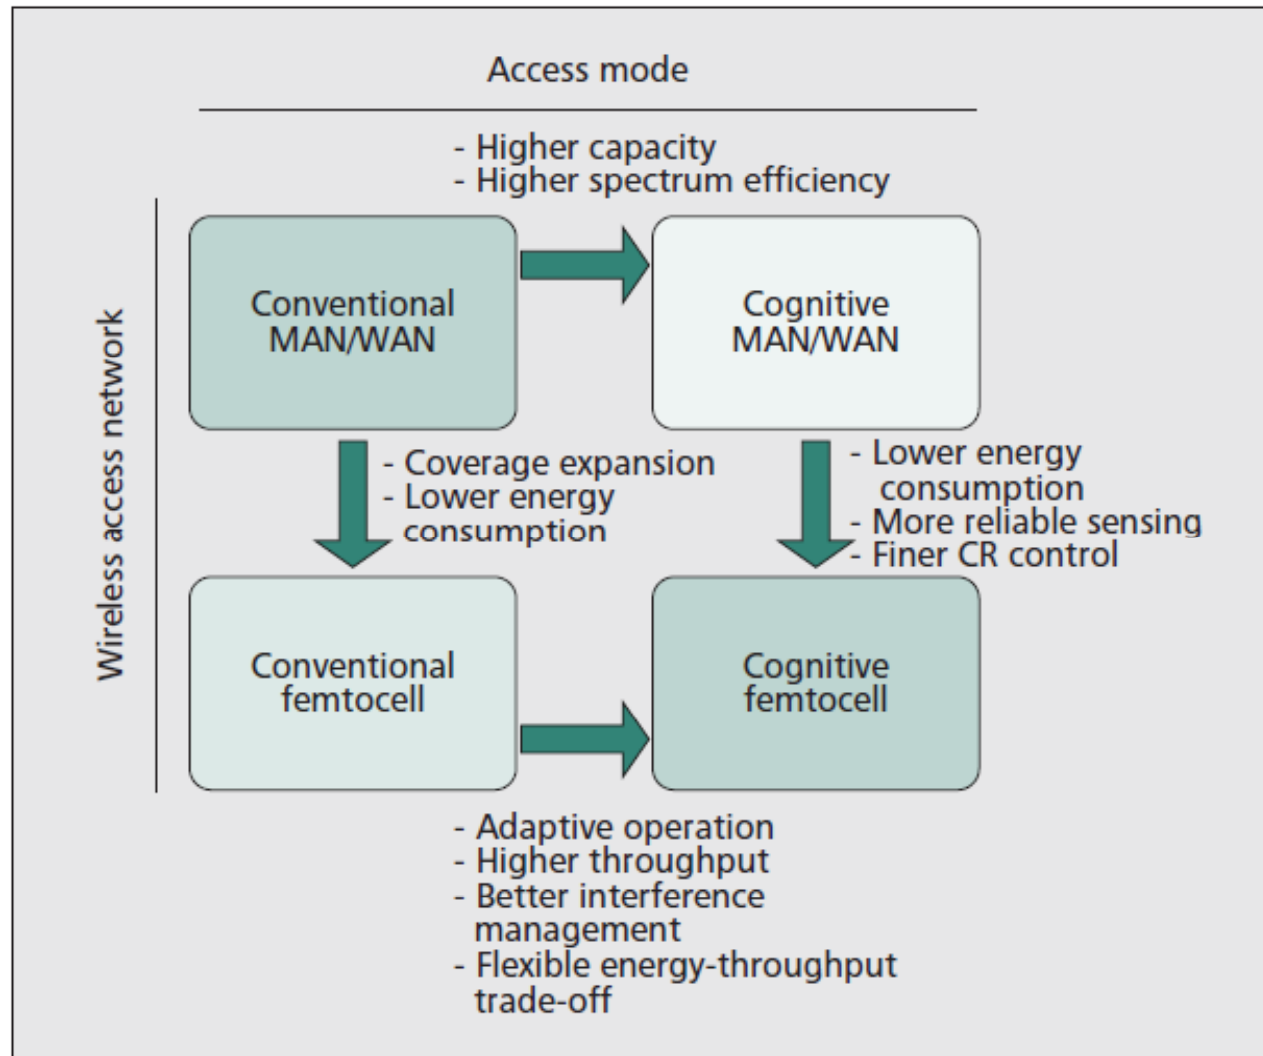 Access mode
- Higher capacity
- Higher spectrum efficiency
Wireless access network
Conventional
MAN/WAN
Cognitive
MAN/WAN
- Coverage expansion
- Lower energy
consumption
- Lower energy
consumption
- More reliable sensing
- Finer CR control
Conventional
femtocell
Cognitive
femtocell
- Adaptive operation
- Higher throughput
- Better interference
management
- Flexible energy-throughput
trade-off